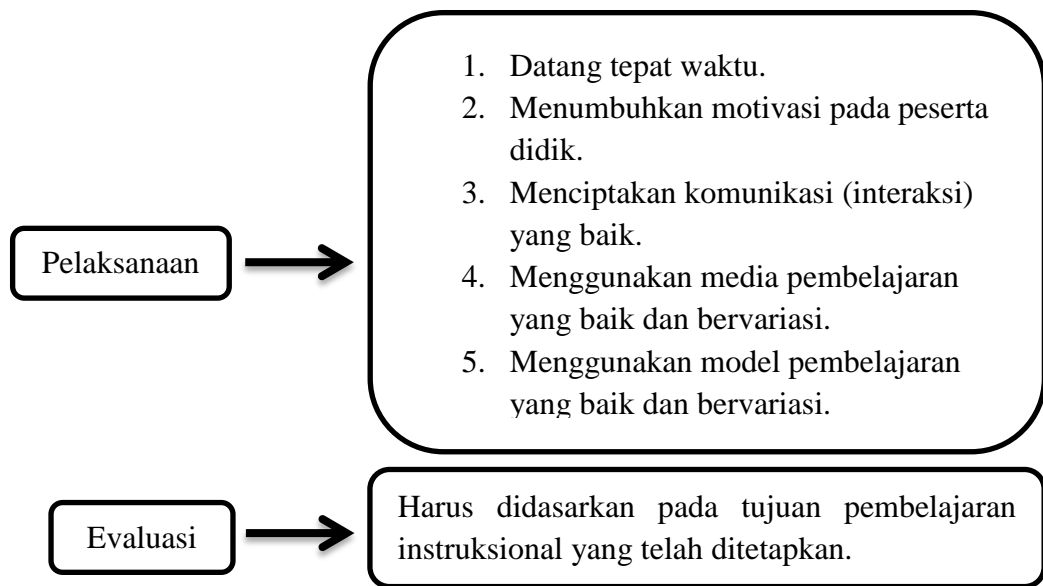 Pelaksanaan
1. Datang tepat waktu.
2. Menumbuhkan motivasi pada peserta
didik.
3. Menciptakan komunikasi (interaksi)
yang baik.
4. Menggunakan media pembelajaran
yang baik dan bervariasi.
5. Menggunakan model pembelajaran
yang baik dan bervariasi.
Evaluasi
Harus didasarkan pada tujuan pembelajaran
instruksional yang telah ditetapkan.